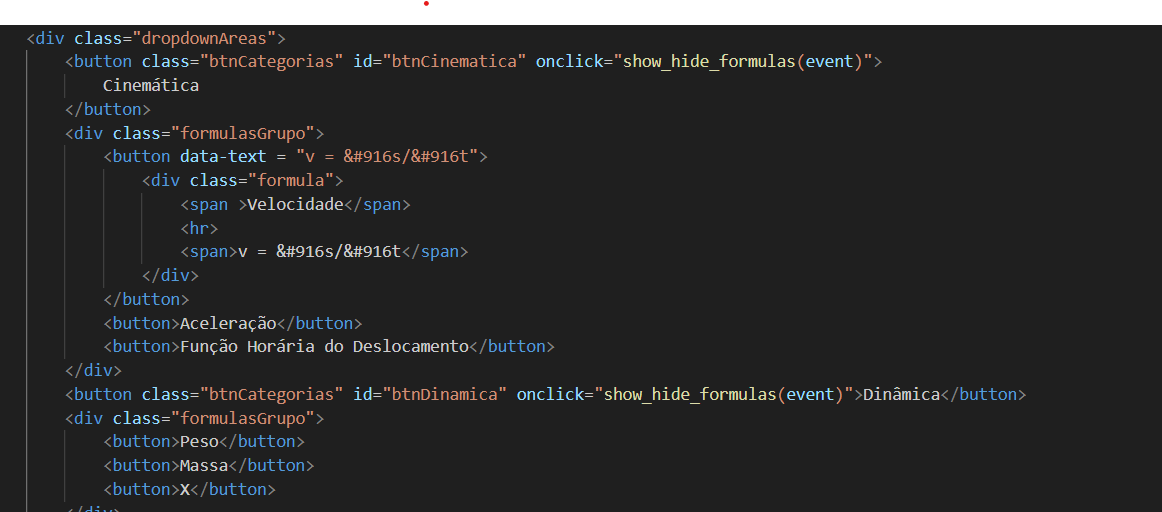 <div class="dropdownAreas">
<button class="btnCategorias" id="btnCinematica" onclick="show_hide_formulas(event)">
Cinemática
</button>
<div class="formulasGrupo">
<button data-text = "v = &#916s/&#916t">
<div class="formula">
<span >Velocidade</span>
<hr>
<span>v = &#916s/&#916t</span>
</div>
</button>
<button>Aceleração</button>
<button>Função Horária do Deslocamento</button>
</div>
<button class="btnCategorias" id="btnDinamica" onclick="show_hide_formulas(event)">Dinâmica</button>
<div class="formulasGrupo">
<button>Peso</button>
<button>Massa</button>
<button>X</button>
</div>